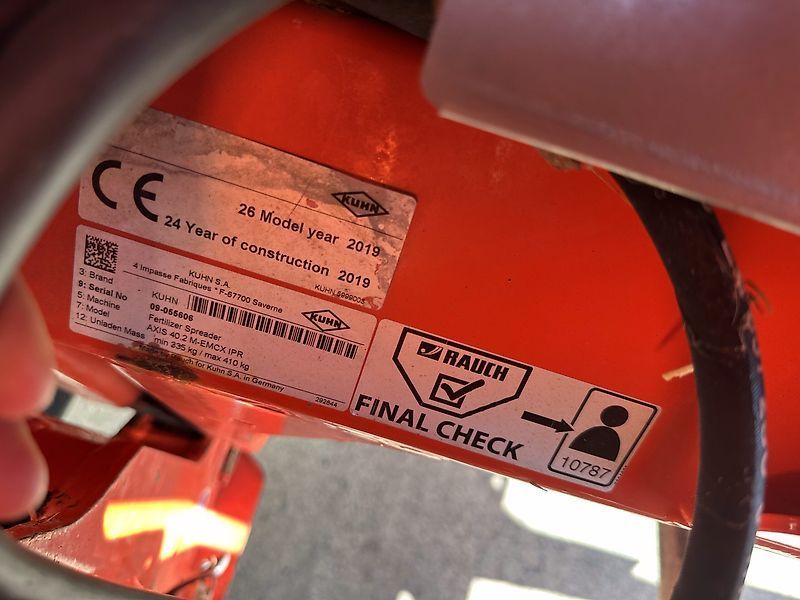 CE
KUHN
26 Model year 2019
24 Year of construction 2019
KUHN S.A.
4 Impasse Fabriques * F-67700 Saverne
3: Brand KUHN
9: Serial No 09-055606
5: Machine Fertilizer Spreader
7: Model AXIS 40.2 M-EMCX IPR
12: Unladen Mass min 335 kg / max 410 kg
KUHN
Rauch for Kuhn S.A. in Germany
292844
RAUCH
FINAL CHECK
10787